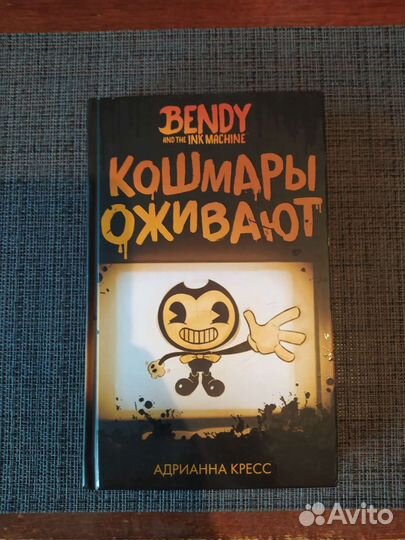 BENDY
AND THE INK MACHINE
КОШМАРЫ
ОЖИВАЮТ
АДРИАННА КРЕСС
Avito